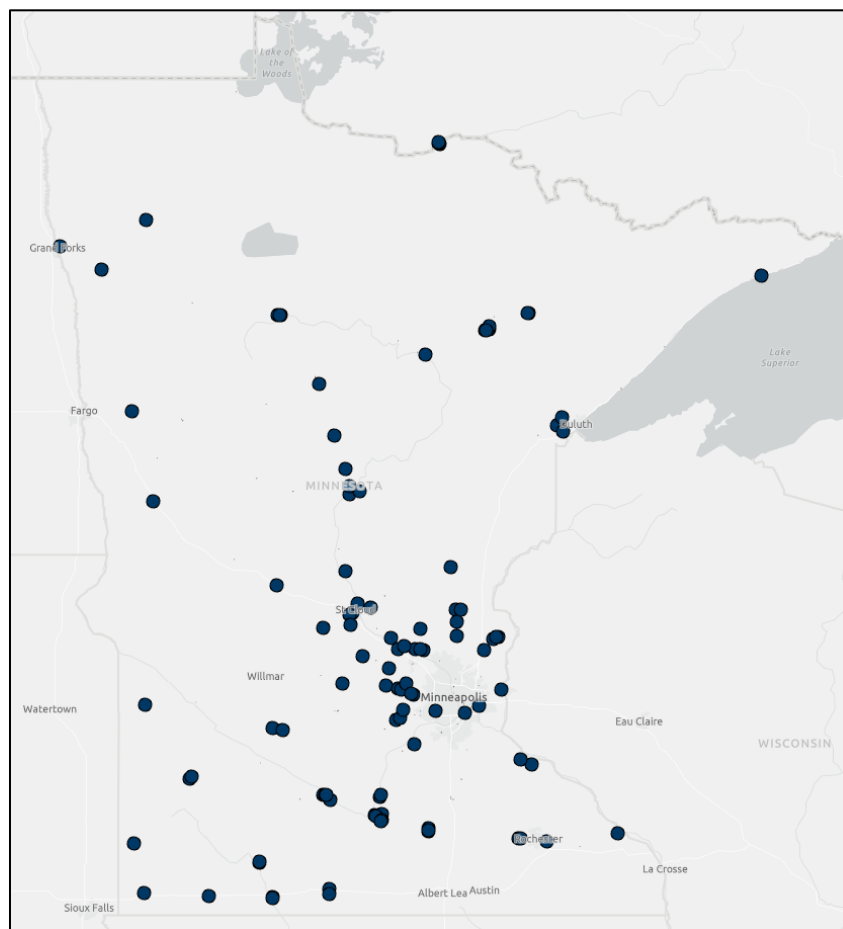 Lake of the
Woods
Grand Forks
Lake
Superior
Fargo
Duluth
MINNESOTA
St Cloud
Willmar
Minneapolis
Watertown
Eau Claire
WISCONSIN
Rochester
La Crosse
Albert Lea
Austin
Sioux Falls